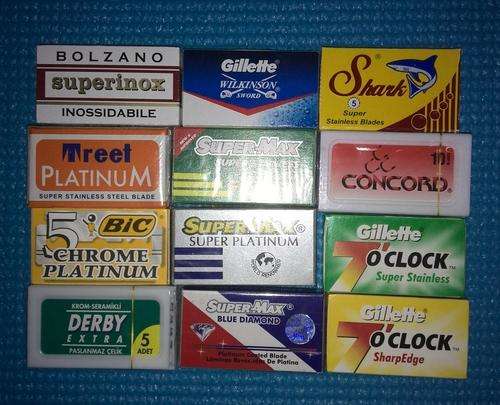 BOLZANO
superinox
INOSSIDABILE
Gillette
WILKINSON
SWORD
Shark
5
Super
Stainless Blades
Treet
PLATINUM
SUPER STAINLESS STEEL BLADE
SUPER-MAX
SUPER
10!
CONCORD
5 BIC
CHROME
PLATINUM
SUPER-MAX
SUPER PLATINUM
Gillette
7 O'CLOCK
Super Stainless
KROM-SERAMİKLİ
DERBY
EXTRA
PASLANMAZ ÇELİK
5
ADET
SUPER-MAX
BLUE DIAMOND
Platinum Coated Blade
Gillette
7 O'CLOCK
SharpEdge